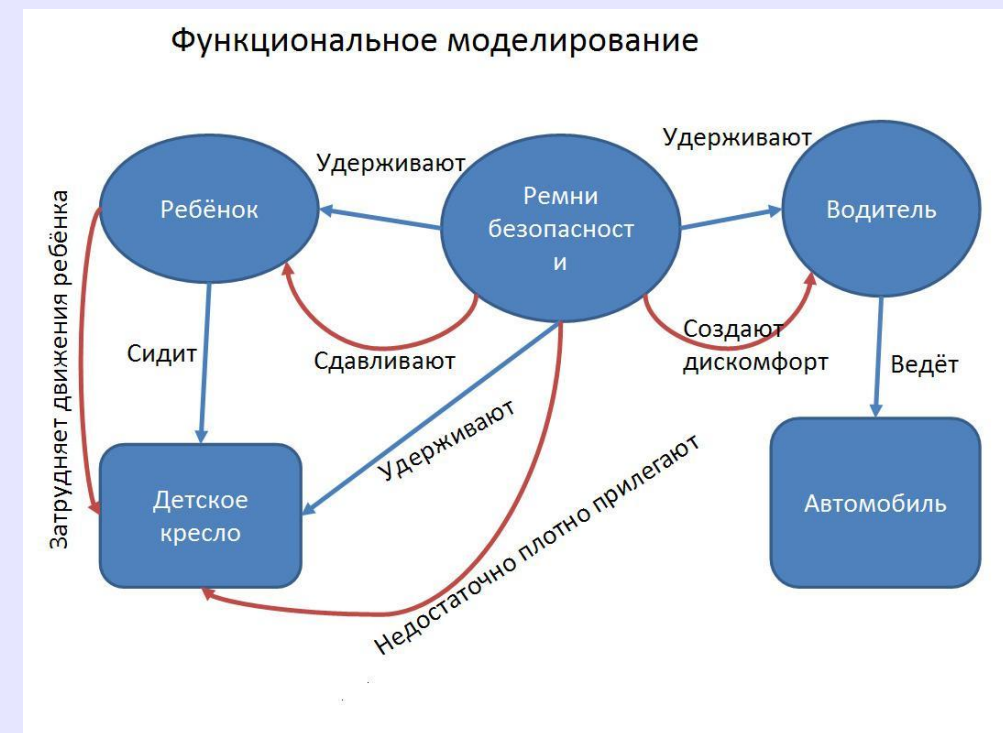 Функциональное моделирование
Удерживают
Удерживают
Ребёнок
Ремни
безопасност
и
Водитель
Затрудняет движения ребёнка
Сидит
Сдавливают
Создают
дискомфорт
Ведёт
Удерживают
Недостаточно плотно прилегают
Детское
кресло
Автомобиль